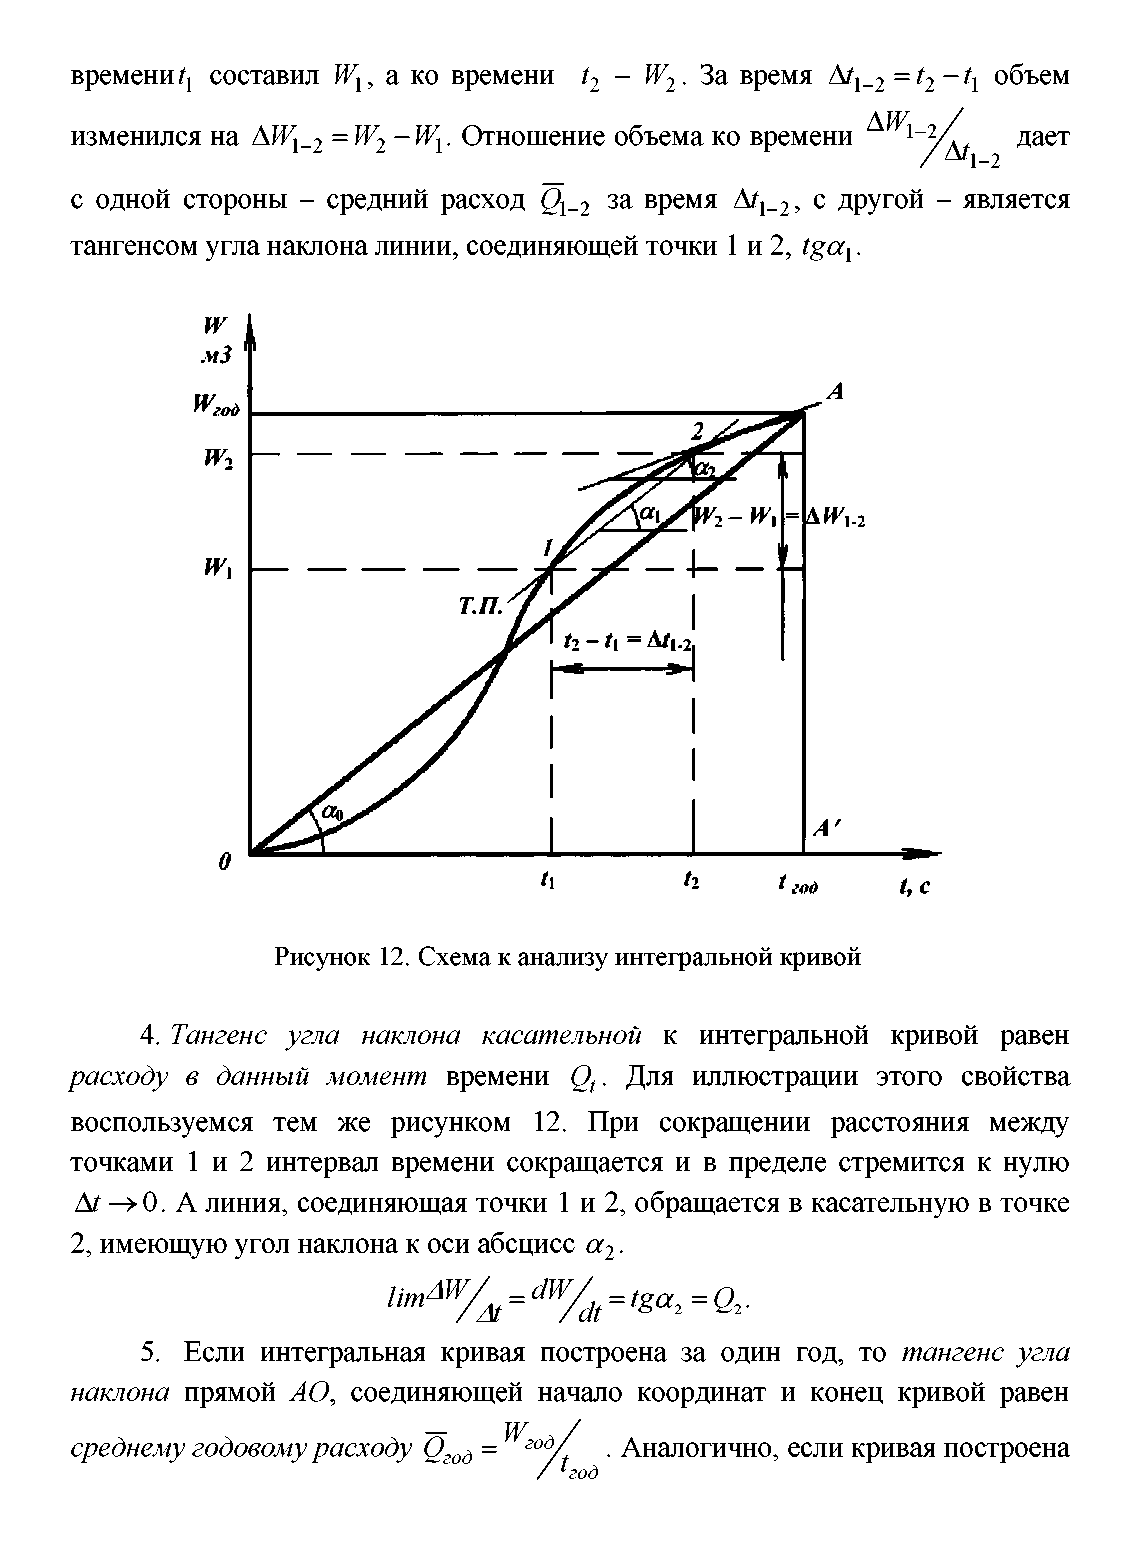 времени t₁ составил W₁, а ко времени t₂ – W₂. За время Δt₁₋₂ = t₂ – t₁ объем
изменился на ΔW₁₋₂ = W₂ – W₁. Отношение объема ко времени ΔW₁₋₂/Δt₁₋₂ дает
с одной стороны – средний расход Q̅₁₋₂ за время Δt₁₋₂, с другой – является
тангенсом угла наклона линии, соединяющей точки 1 и 2, tgα₁.
W
м3
Wгод
A
2
W₂
α₂
α₁
W₂ – W₁ = ΔW₁₋₂
1
W₁
Т.П.
t₂ – t₁ = Δt₁₋₂
α₀
A'
0
t₁
t₂
t год
t, c
Рисунок 12. Схема к анализу интегральной кривой
4. Тангенс угла наклона касательной к интегральной кривой равен
расходу в данный момент времени Qₜ. Для иллюстрации этого свойства
воспользуемся тем же рисунком 12. При сокращении расстояния между
точками 1 и 2 интервал времени сокращается и в пределе стремится к нулю
Δt → 0. А линия, соединяющая точки 1 и 2, обращается в касательную в точке
2, имеющую угол наклона к оси абсцисс α₂.
lim ΔW/Δt = dW/dt = tgα₂ = Q₂.
5. Если интегральная кривая построена за один год, то тангенс угла
наклона прямой АО, соединяющей начало координат и конец кривой равен
среднему годовому расходу Q̅год = Wгод/tгод. Аналогично, если кривая построена